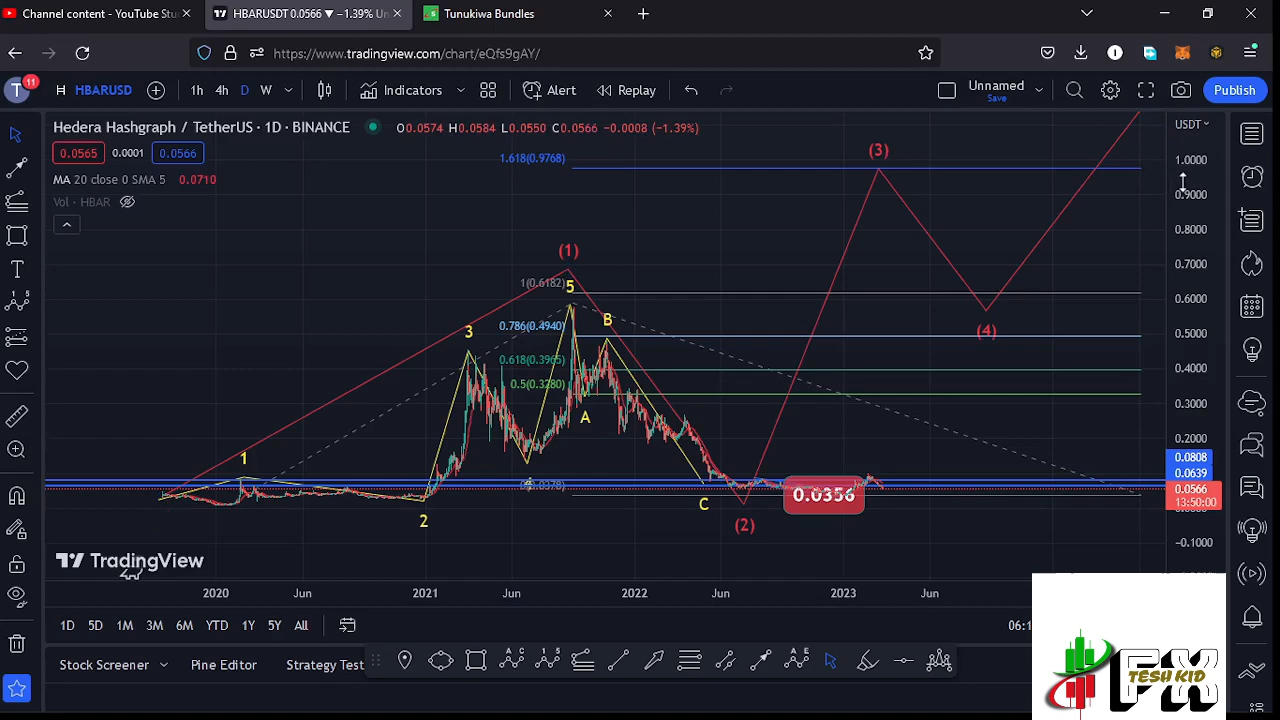 Channel content - YouTube Stu
HBARUSDT 0.0566 ▼ −1.39% Un
Tunukiwa Bundles
https://www.tradingview.com/chart/eQfs9gAY/
T
11
HBARUSD
1h
4h
D
W
Indicators
Alert
Replay
Unnamed
Save
Publish
Hedera Hashgraph / TetherUS · 1D · BINANCE
O0.0574 H0.0584 L0.0550 C0.0566 −0.0008 (−1.39%)
USDT
0.0565
0.0001
0.0566
MA 20 close 0 SMA 5 0.0710
Vol · HBAR
1.618(0.9768)
(3)
1.0000
0.9000
0.8000
0.7000
(1)
1(0.6182)
5
0.6000
0.786(0.4940)
B
3
(4)
0.5000
0.618(0.3965)
0.4000
0.5(0.3280)
A
0.3000
0.2000
1
0.0808
0.0639
0.0566
13:50:00
0.0356
C
2
(2)
−0.1000
TradingView
2020
Jun
2021
Jun
2022
Jun
2023
Jun
1D
5D
1M
3M
6M
YTD
1Y
5Y
All
06:1
Stock Screener
Pine Editor
Strategy Test
FX
TESH KID